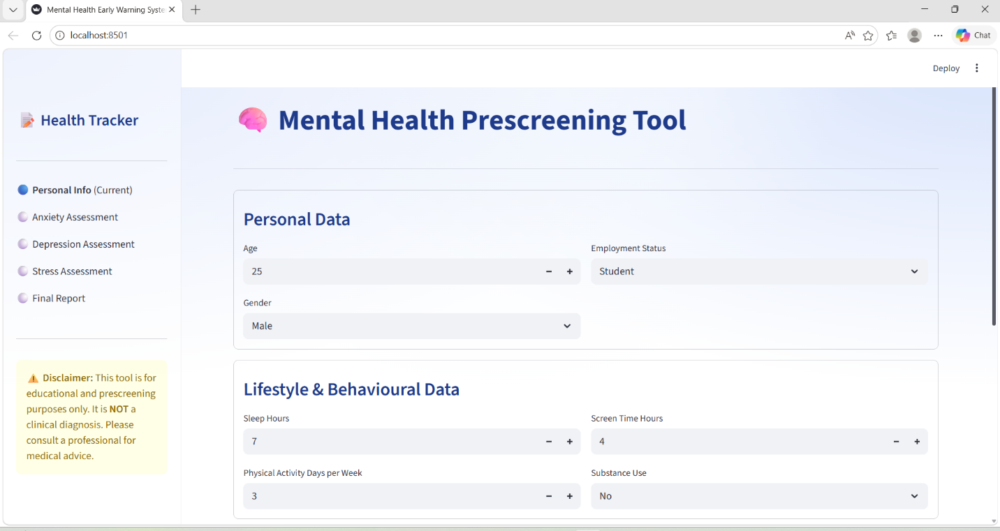 Mental Health Early Warning Syste
localhost:8501
Chat
Deploy
Health Tracker
Personal Info (Current)
Anxiety Assessment
Depression Assessment
Stress Assessment
Final Report
Disclaimer: This tool is for
educational and prescreening
purposes only. It is NOT a
clinical diagnosis. Please
consult a professional for
medical advice.
Mental Health Prescreening Tool
Personal Data
Age
Employment Status
25
Student
Gender
Male
Lifestyle & Behavioural Data
Sleep Hours
Screen Time Hours
7
4
Physical Activity Days per Week
Substance Use
3
No